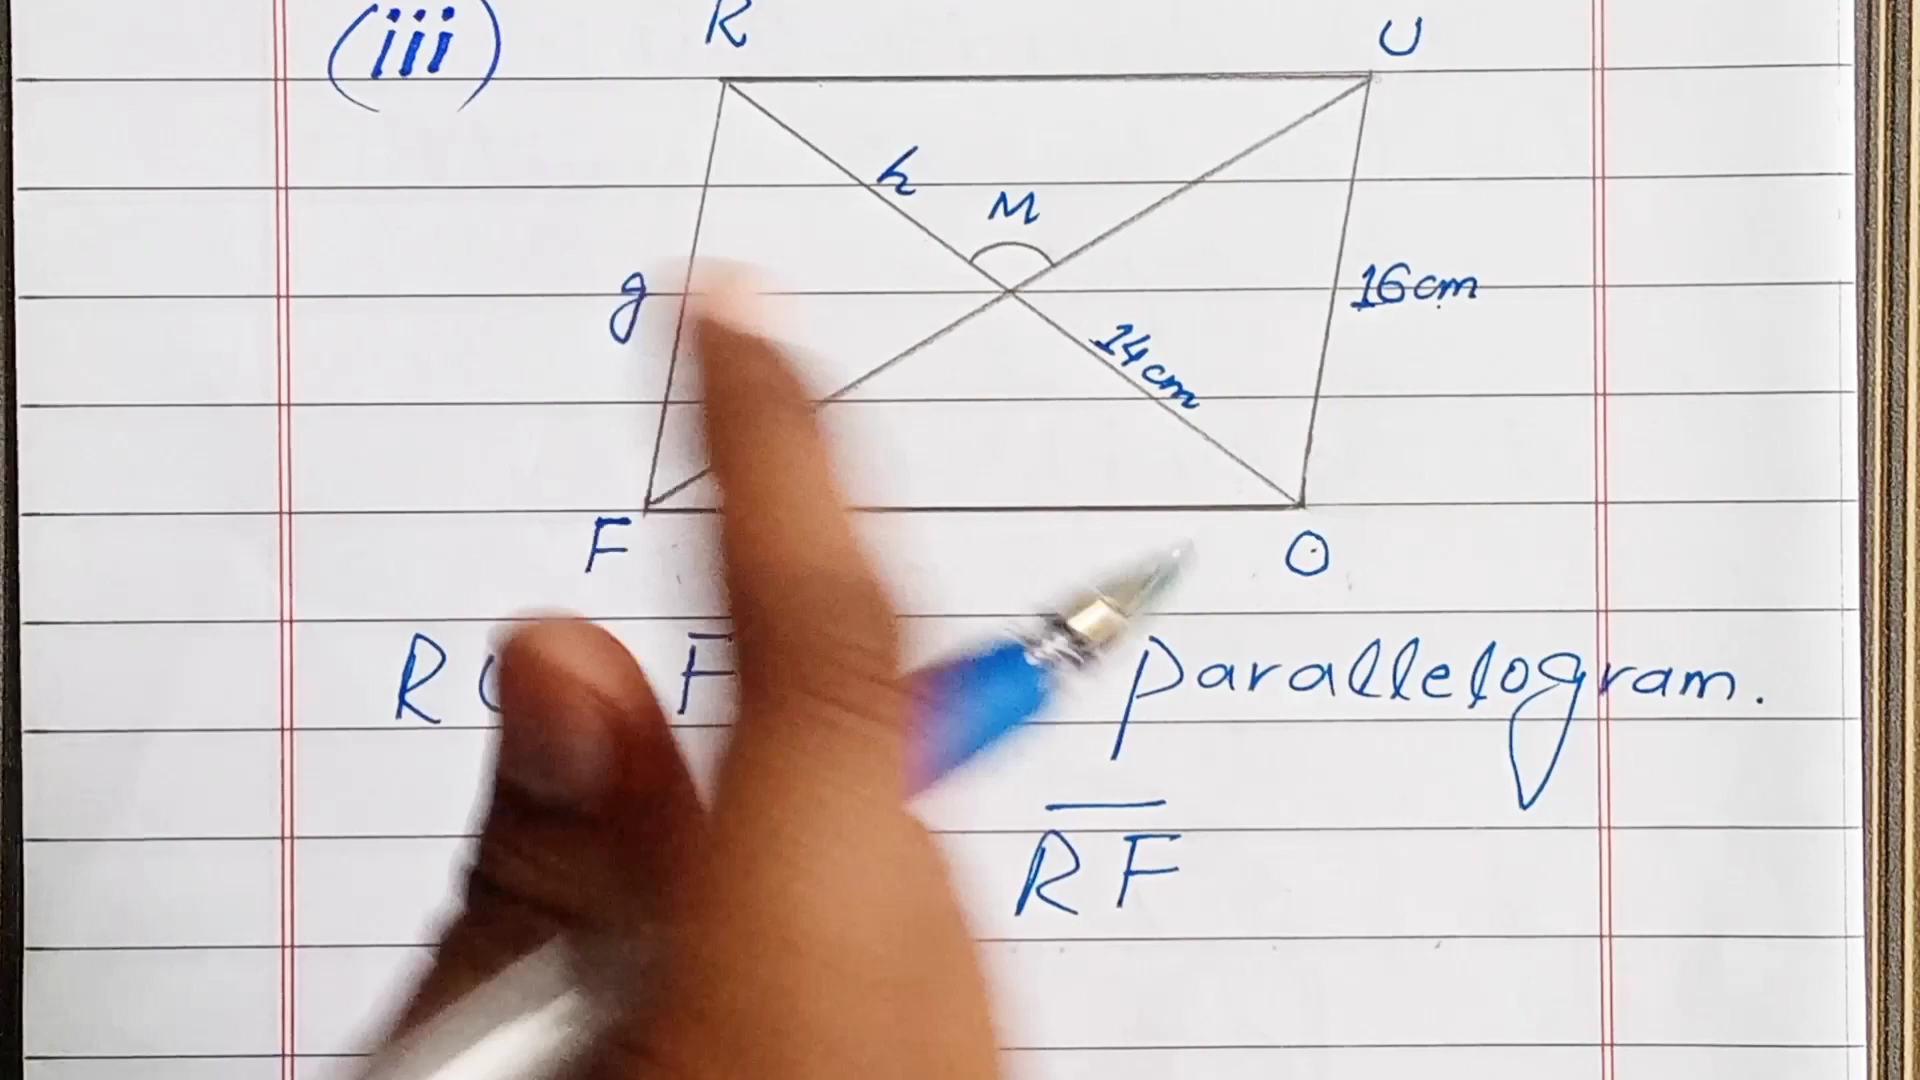 (iii)
R U
h
M
g
16cm
14cm
F O
R F parallelogram.
RF